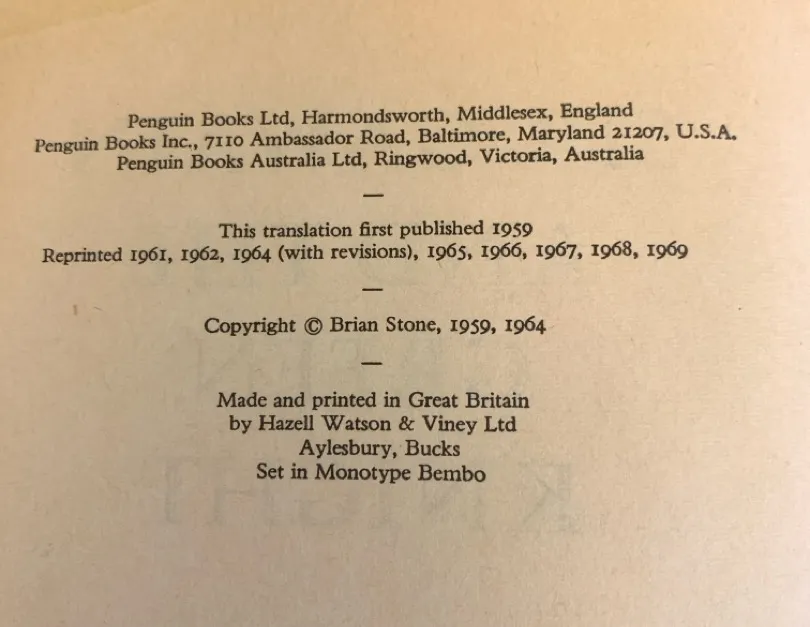 Penguin Books Ltd, Harmondsworth, Middlesex, England
Penguin Books Inc., 7110 Ambassador Road, Baltimore, Maryland 21207, U.S.A.
Penguin Books Australia Ltd, Ringwood, Victoria, Australia
—
This translation first published 1959
Reprinted 1961, 1962, 1964 (with revisions), 1965, 1966, 1967, 1968, 1969
—
Copyright © Brian Stone, 1959, 1964
—
Made and printed in Great Britain
by Hazell Watson & Viney Ltd
Aylesbury, Bucks
Set in Monotype Bembo